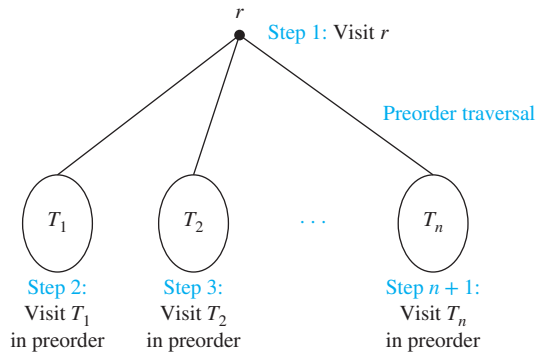 r
Step 1: Visit r
Preorder traversal
T1
T2
. . .
Tn
Step 2:
Visit T1
in preorder
Step 3:
Visit T2
in preorder
Step n + 1:
Visit Tn
in preorder